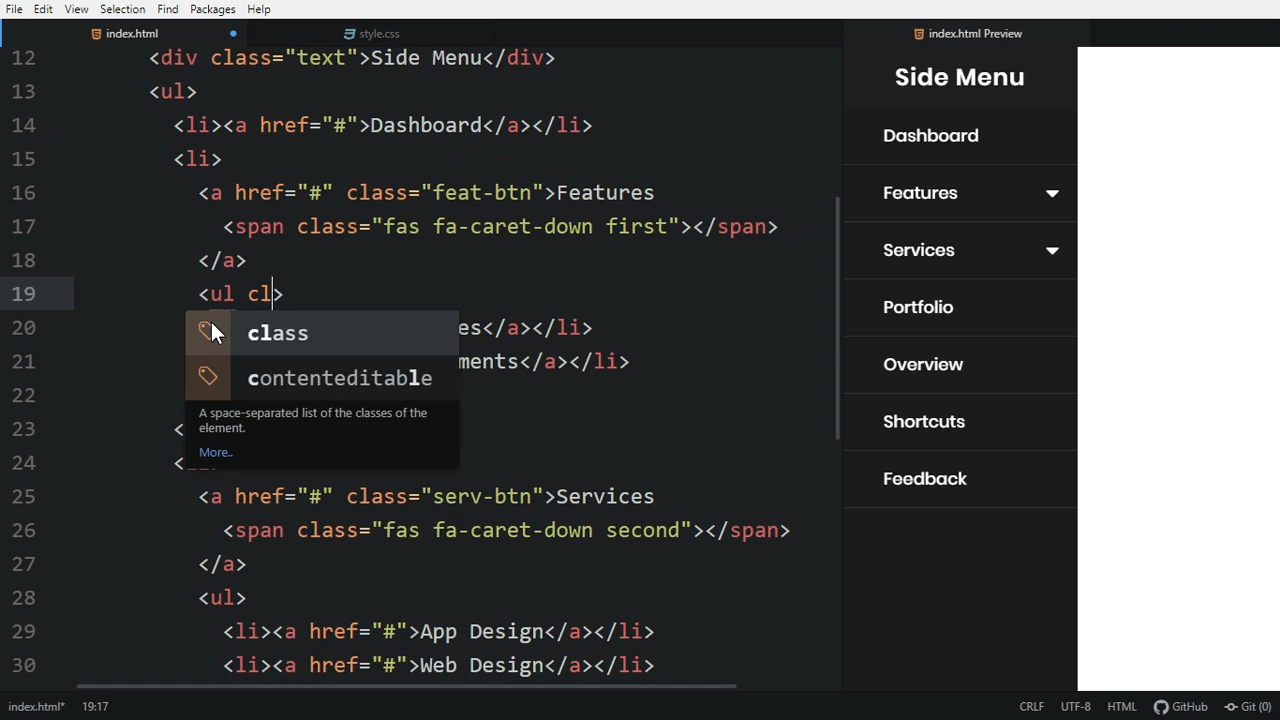 File Edit View Selection Find Packages Help
index.html
style.css
index.html Preview
12 <div class="text">Side Menu</div>
13 <ul>
14 <li><a href="#">Dashboard</a></li>
15 <li>
16 <a href="#" class="feat-btn">Features
17 <span class="fas fa-caret-down first"></span>
18 </a>
19 <ul cl>
class
contenteditable
A space-separated list of the classes of the
element.
More..
20 es</a></li>
21 ments</a></li>
22
23 <
24 <
25 <a href="#" class="serv-btn">Services
26 <span class="fas fa-caret-down second"></span>
27 </a>
28 <ul>
29 <li><a href="#">App Design</a></li>
30 <li><a href="#">Web Design</a></li>
Side Menu
Dashboard
Features
Services
Portfolio
Overview
Shortcuts
Feedback
index.html* 19:17 CRLF UTF-8 HTML GitHub Git (0)